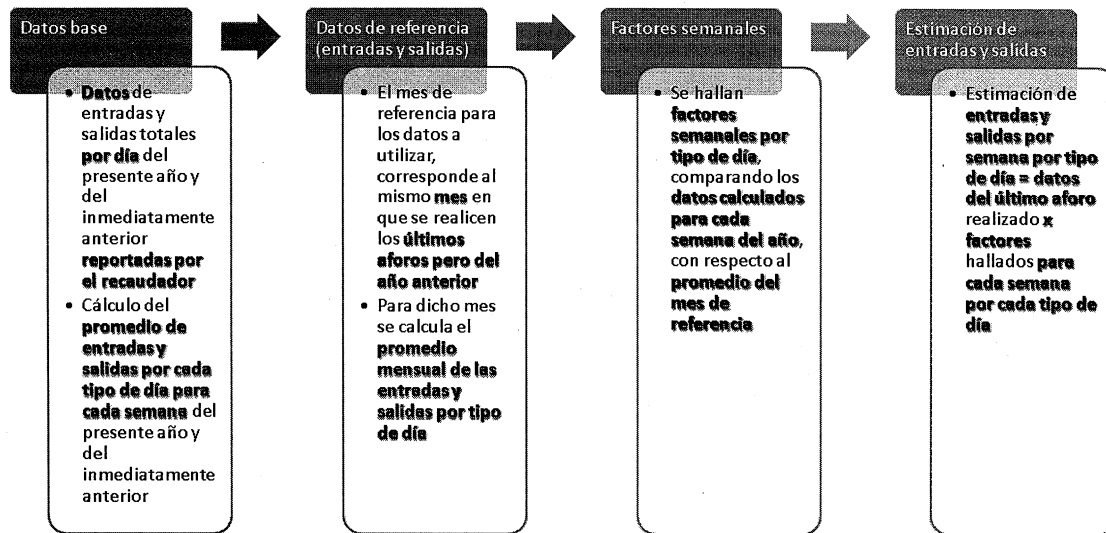 Datos base
• Datos de
entradas y
salidas totales
por día del
presente año y
del
inmediatamente
anterior
reportadas por
el recaudador
• Cálculo del
promedio de
entradas y
salidas por cada
tipo de día para
cada semana del
presente año y
del
inmediatamente
anterior
Datos de referencia
(entradas y salidas)
• El mes de
referencia para
los datos a
utilizar,
corresponde al
mismo mes en
que se realicen
los últimos
aforos pero del
año anterior
• Para dicho mes
se calcula el
promedio
mensual de las
entradas y
salidas por tipo
de día
Factores semanales
• Se hallan
factores
semanales por
tipo de día,
comparando los
datos calculados
para cada
semana del año,
con respecto al
promedio del
mes de
referencia
Estimación de
entradas y salidas
• Estimación de
entradas y
salidas por
semana por tipo
de día = datos
del último aforo
realizado x
factores
hallados para
cada semana
por cada tipo de
día